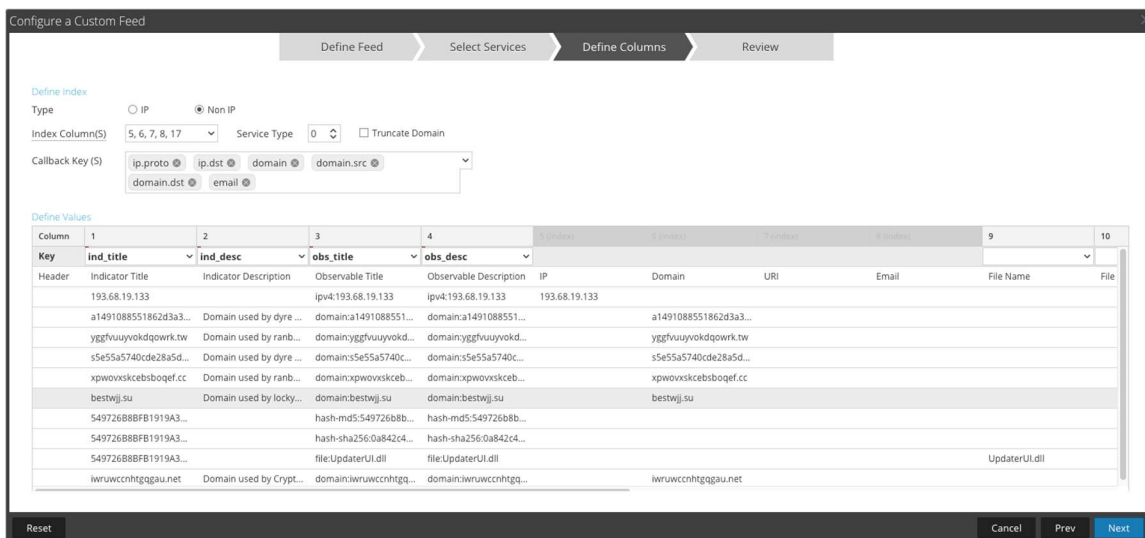 Configure a Custom Feed
Define Feed Select Services Define Columns Review
Define Index
Type IP Non IP
Index Column(S) 5, 6, 7, 8, 17 Service Type 0 Truncate Domain
Callback Key (S) ip.proto ip.dst domain domain.src
domain.dst email
Define Values
Column 1 2 3 4 5 (index) 6 (index) 7 (index) 8 (index) 9 10
Key ind_title ind_desc obs_title obs_desc
Header Indicator Title Indicator Description Observable Title Observable Description IP Domain URI Email File Name File
193.68.19.133 ipv4:193.68.19.133 ipv4:193.68.19.133 193.68.19.133
a1491088551862d3a3... Domain used by dyre ... domain:a1491088551... domain:a1491088551... a1491088551862d3a3...
yggfvuuyvokdqowrk.tw Domain used by ranb... domain:yggfvuuyvokd... domain:yggfvuuyvokd... yggfvuuyvokdqowrk.tw
s5e55a5740cde28a5d... Domain used by dyre ... domain:s5e55a5740c... domain:s5e55a5740c... s5e55a5740cde28a5d...
xpwovxskcebsboqef.cc Domain used by ranb... domain:xpwovxskceb... domain:xpwovxskceb... xpwovxskcebsboqef.cc
bestwjj.su Domain used by locky... domain:bestwjj.su domain:bestwjj.su bestwjj.su
549726B8BFB1919A3... hash-md5:549726b8b... hash-md5:549726b8b...
549726B8BFB1919A3... hash-sha256:0a842c4... hash-sha256:0a842c4...
549726B8BFB1919A3... file:UpdaterUI.dll file:UpdaterUI.dll UpdaterUI.dll
iwruwccnhtgqgau.net Domain used by Crypt... domain:iwruwccnhtgq... domain:iwruwccnhtgq... iwruwccnhtgqgau.net
Reset Cancel Prev Next